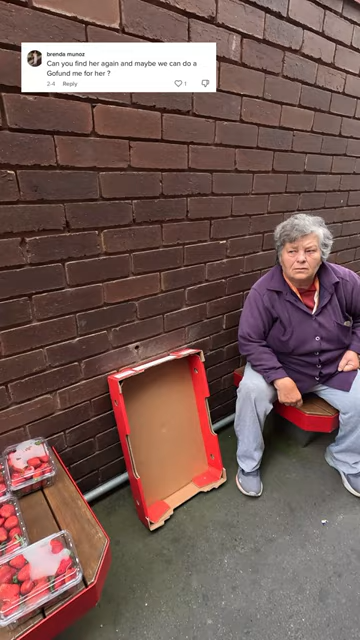 brenda munoz
Can you find her again and maybe we can do a
Gofund me for her ?
2-4 Reply
1